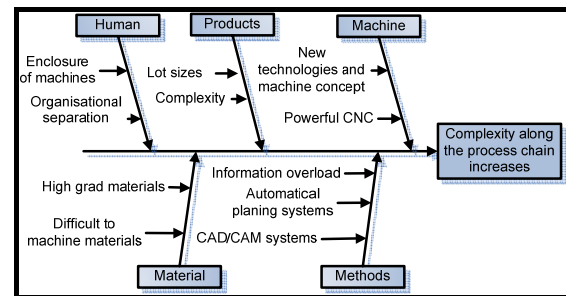 Human
Products
Machine
Enclosure
of machines
Organisational
separation
Lot sizes
Complexity
New
technologies and
machine concept
Powerful CNC
Complexity along
the process chain
increases
High grad materials
Difficult to
machine materials
Information overload
Automatical
planing systems
CAD/CAM systems
Material
Methods